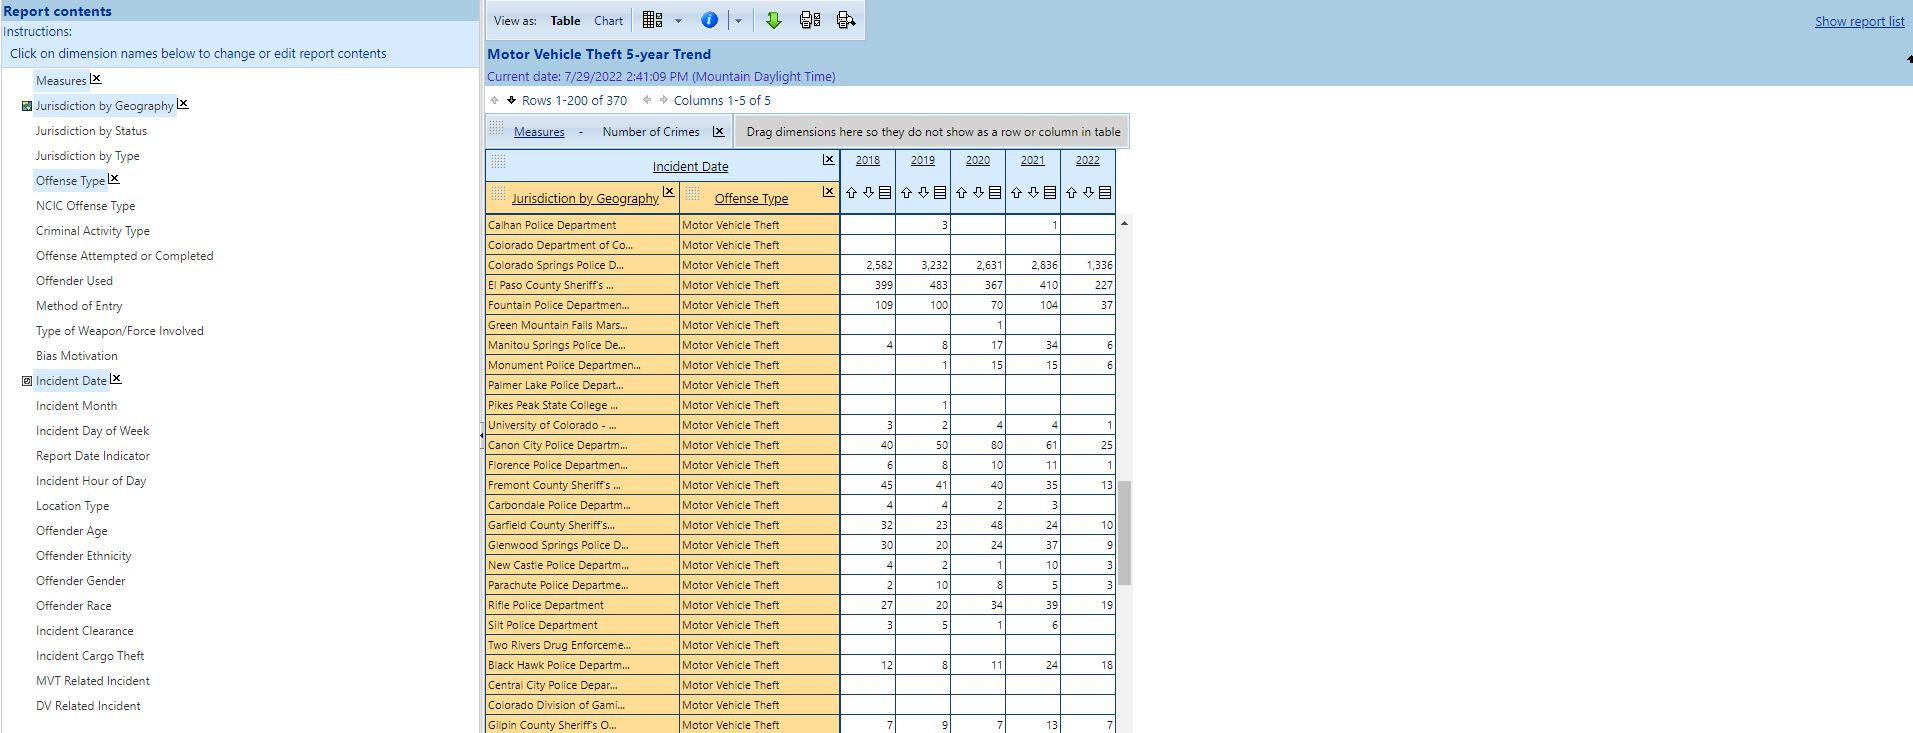 Report contents
Instructions:
Click on dimension names below to change or edit report contents
Measures
Jurisdiction by Geography
Jurisdiction by Status
Jurisdiction by Type
Offense Type
NCIC Offense Type
Criminal Activity Type
Offense Attempted or Completed
Offender Used
Method of Entry
Type of Weapon/Force Involved
Bias Motivation
Incident Date
Incident Month
Incident Day of Week
Report Date Indicator
Incident Hour of Day
Location Type
Offender Age
Offender Ethnicity
Offender Gender
Offender Race
Incident Clearance
Incident Cargo Theft
MVT Related Incident
DV Related Incident
View as: Table Chart
Show report list
Motor Vehicle Theft 5-year Trend
Current date: 7/29/2022 2:41:09 PM (Mountain Daylight Time)
Rows 1-200 of 370 Columns 1-5 of 5
Measures - Number of Crimes Drag dimensions here so they do not show as a row or column in table
Incident Date 2018 2019 2020 2021 2022
Jurisdiction by Geography Offense Type
Calhan Police Department Motor Vehicle Theft 3 1
Colorado Department of Co... Motor Vehicle Theft
Colorado Springs Police D... Motor Vehicle Theft 2,582 3,232 2,631 2,836 1,336
El Paso County Sheriff's ... Motor Vehicle Theft 399 483 367 410 227
Fountain Police Departmen... Motor Vehicle Theft 109 100 70 104 37
Green Mountain Falls Mars... Motor Vehicle Theft 1
Manitou Springs Police De... Motor Vehicle Theft 4 8 17 34 6
Monument Police Departmen... Motor Vehicle Theft 1 15 15 6
Palmer Lake Police Depart... Motor Vehicle Theft
Pikes Peak State College ... Motor Vehicle Theft 1
University of Colorado - ... Motor Vehicle Theft 3 2 4 4 1
Canon City Police Departm... Motor Vehicle Theft 40 50 80 61 25
Florence Police Departmen... Motor Vehicle Theft 6 8 10 11 1
Fremont County Sheriff's ... Motor Vehicle Theft 45 41 40 35 13
Carbondale Police Departm... Motor Vehicle Theft 4 4 2 3
Garfield County Sheriff's... Motor Vehicle Theft 32 23 48 24 10
Glenwood Springs Police D... Motor Vehicle Theft 30 20 24 37 9
New Castle Police Departm... Motor Vehicle Theft 4 2 1 10 3
Parachute Police Departme... Motor Vehicle Theft 2 10 8 5 3
Rifle Police Department Motor Vehicle Theft 27 20 34 39 19
Silt Police Department Motor Vehicle Theft 3 5 1 6
Two Rivers Drug Enforceme... Motor Vehicle Theft
Black Hawk Police Departm... Motor Vehicle Theft 12 8 11 24 18
Central City Police Depar... Motor Vehicle Theft
Colorado Division of Gami... Motor Vehicle Theft
Gilpin County Sheriff's O... Motor Vehicle Theft 7 9 7 13 7